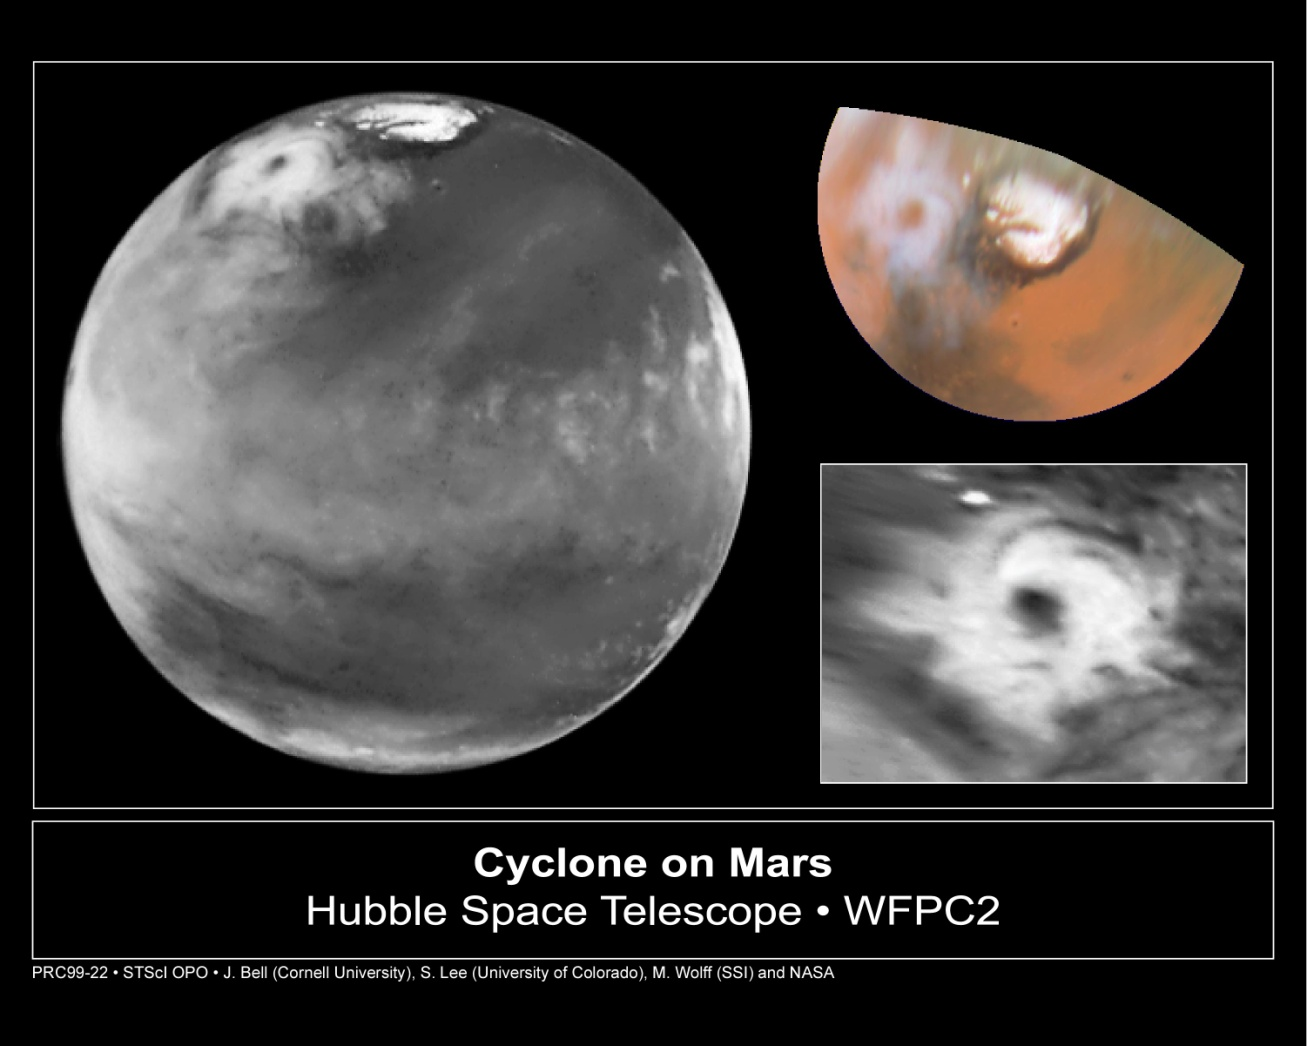 Cyclone on Mars
Hubble Space Telescope • WFPC2
PRC99-22 • STScI OPO • J. Bell (Cornell University), S. Lee (University of Colorado), M. Wolff (SSI) and NASA